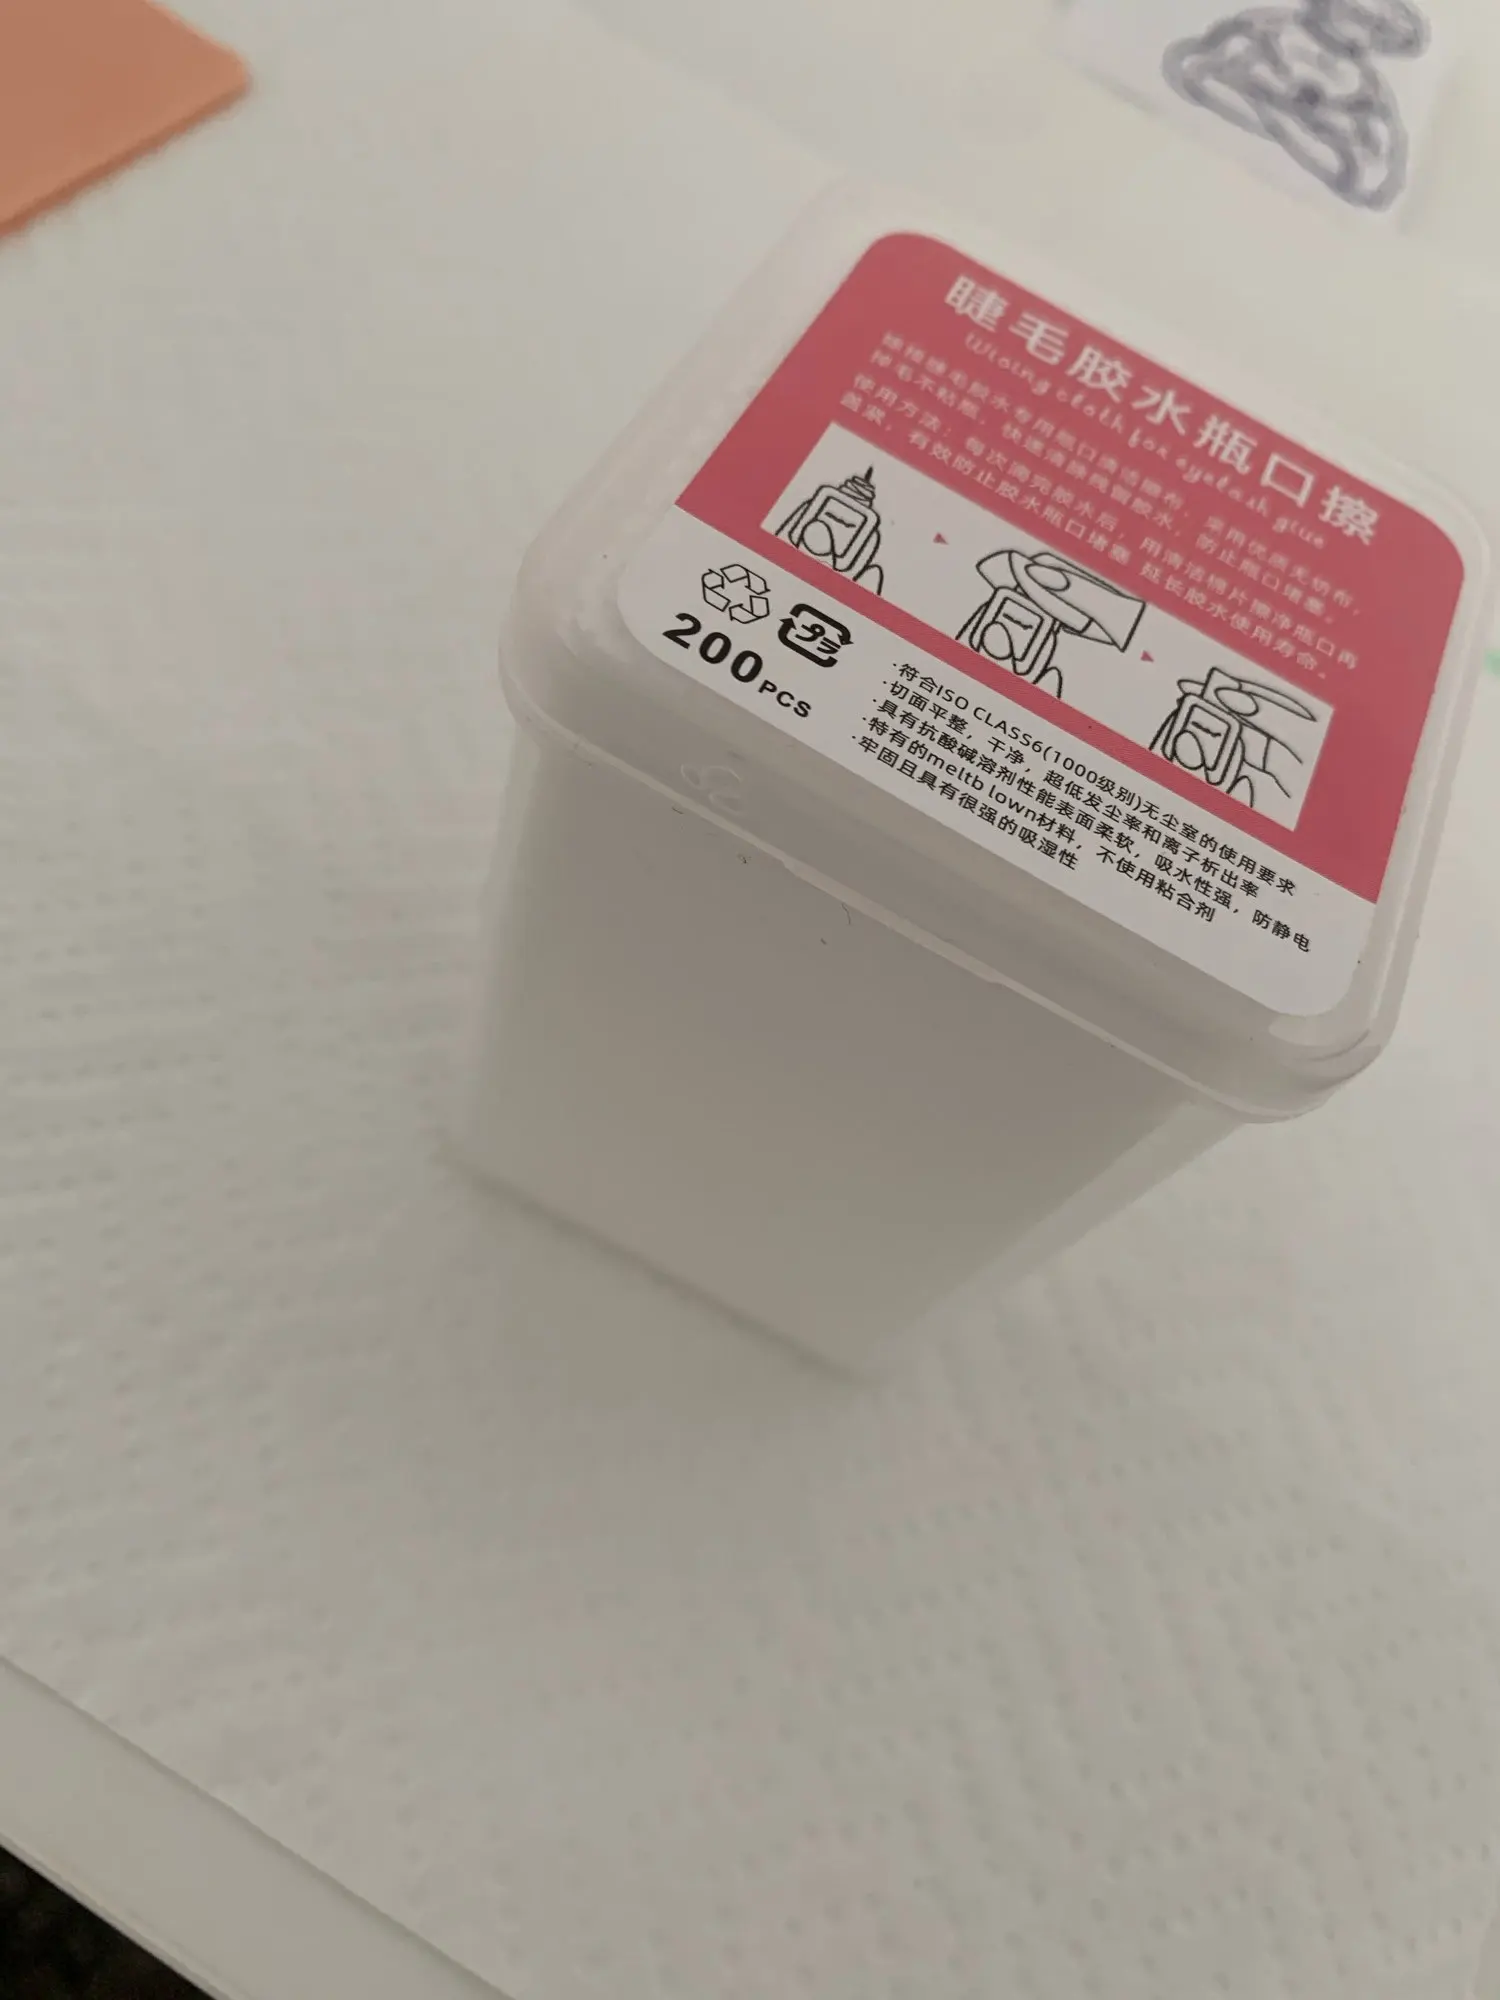 睫毛胶水瓶口擦
Wiping cloth for eyelash glue
嫁接睫毛胶水专用瓶口清洁擦布，采用优质无纺布，
掉毛不粘瓶，快速清除残留胶水，防止瓶口堵塞。
使用方法：每次滴完胶水后，用清洁棉片擦净瓶口再
盖紧，有效防止胶水瓶口堵塞 延长胶水使用寿命。
プラ
200PCS
·符合ISO CLASS6(1000级别)无尘室的使用要求
·切面平整，干净，超低发尘率和离子析出率
·具有抗酸碱溶剂性能表面柔软，吸水性强，防静电
·特有的meltb lown材料，不使用粘合剂
·牢固且具有很强的吸湿性